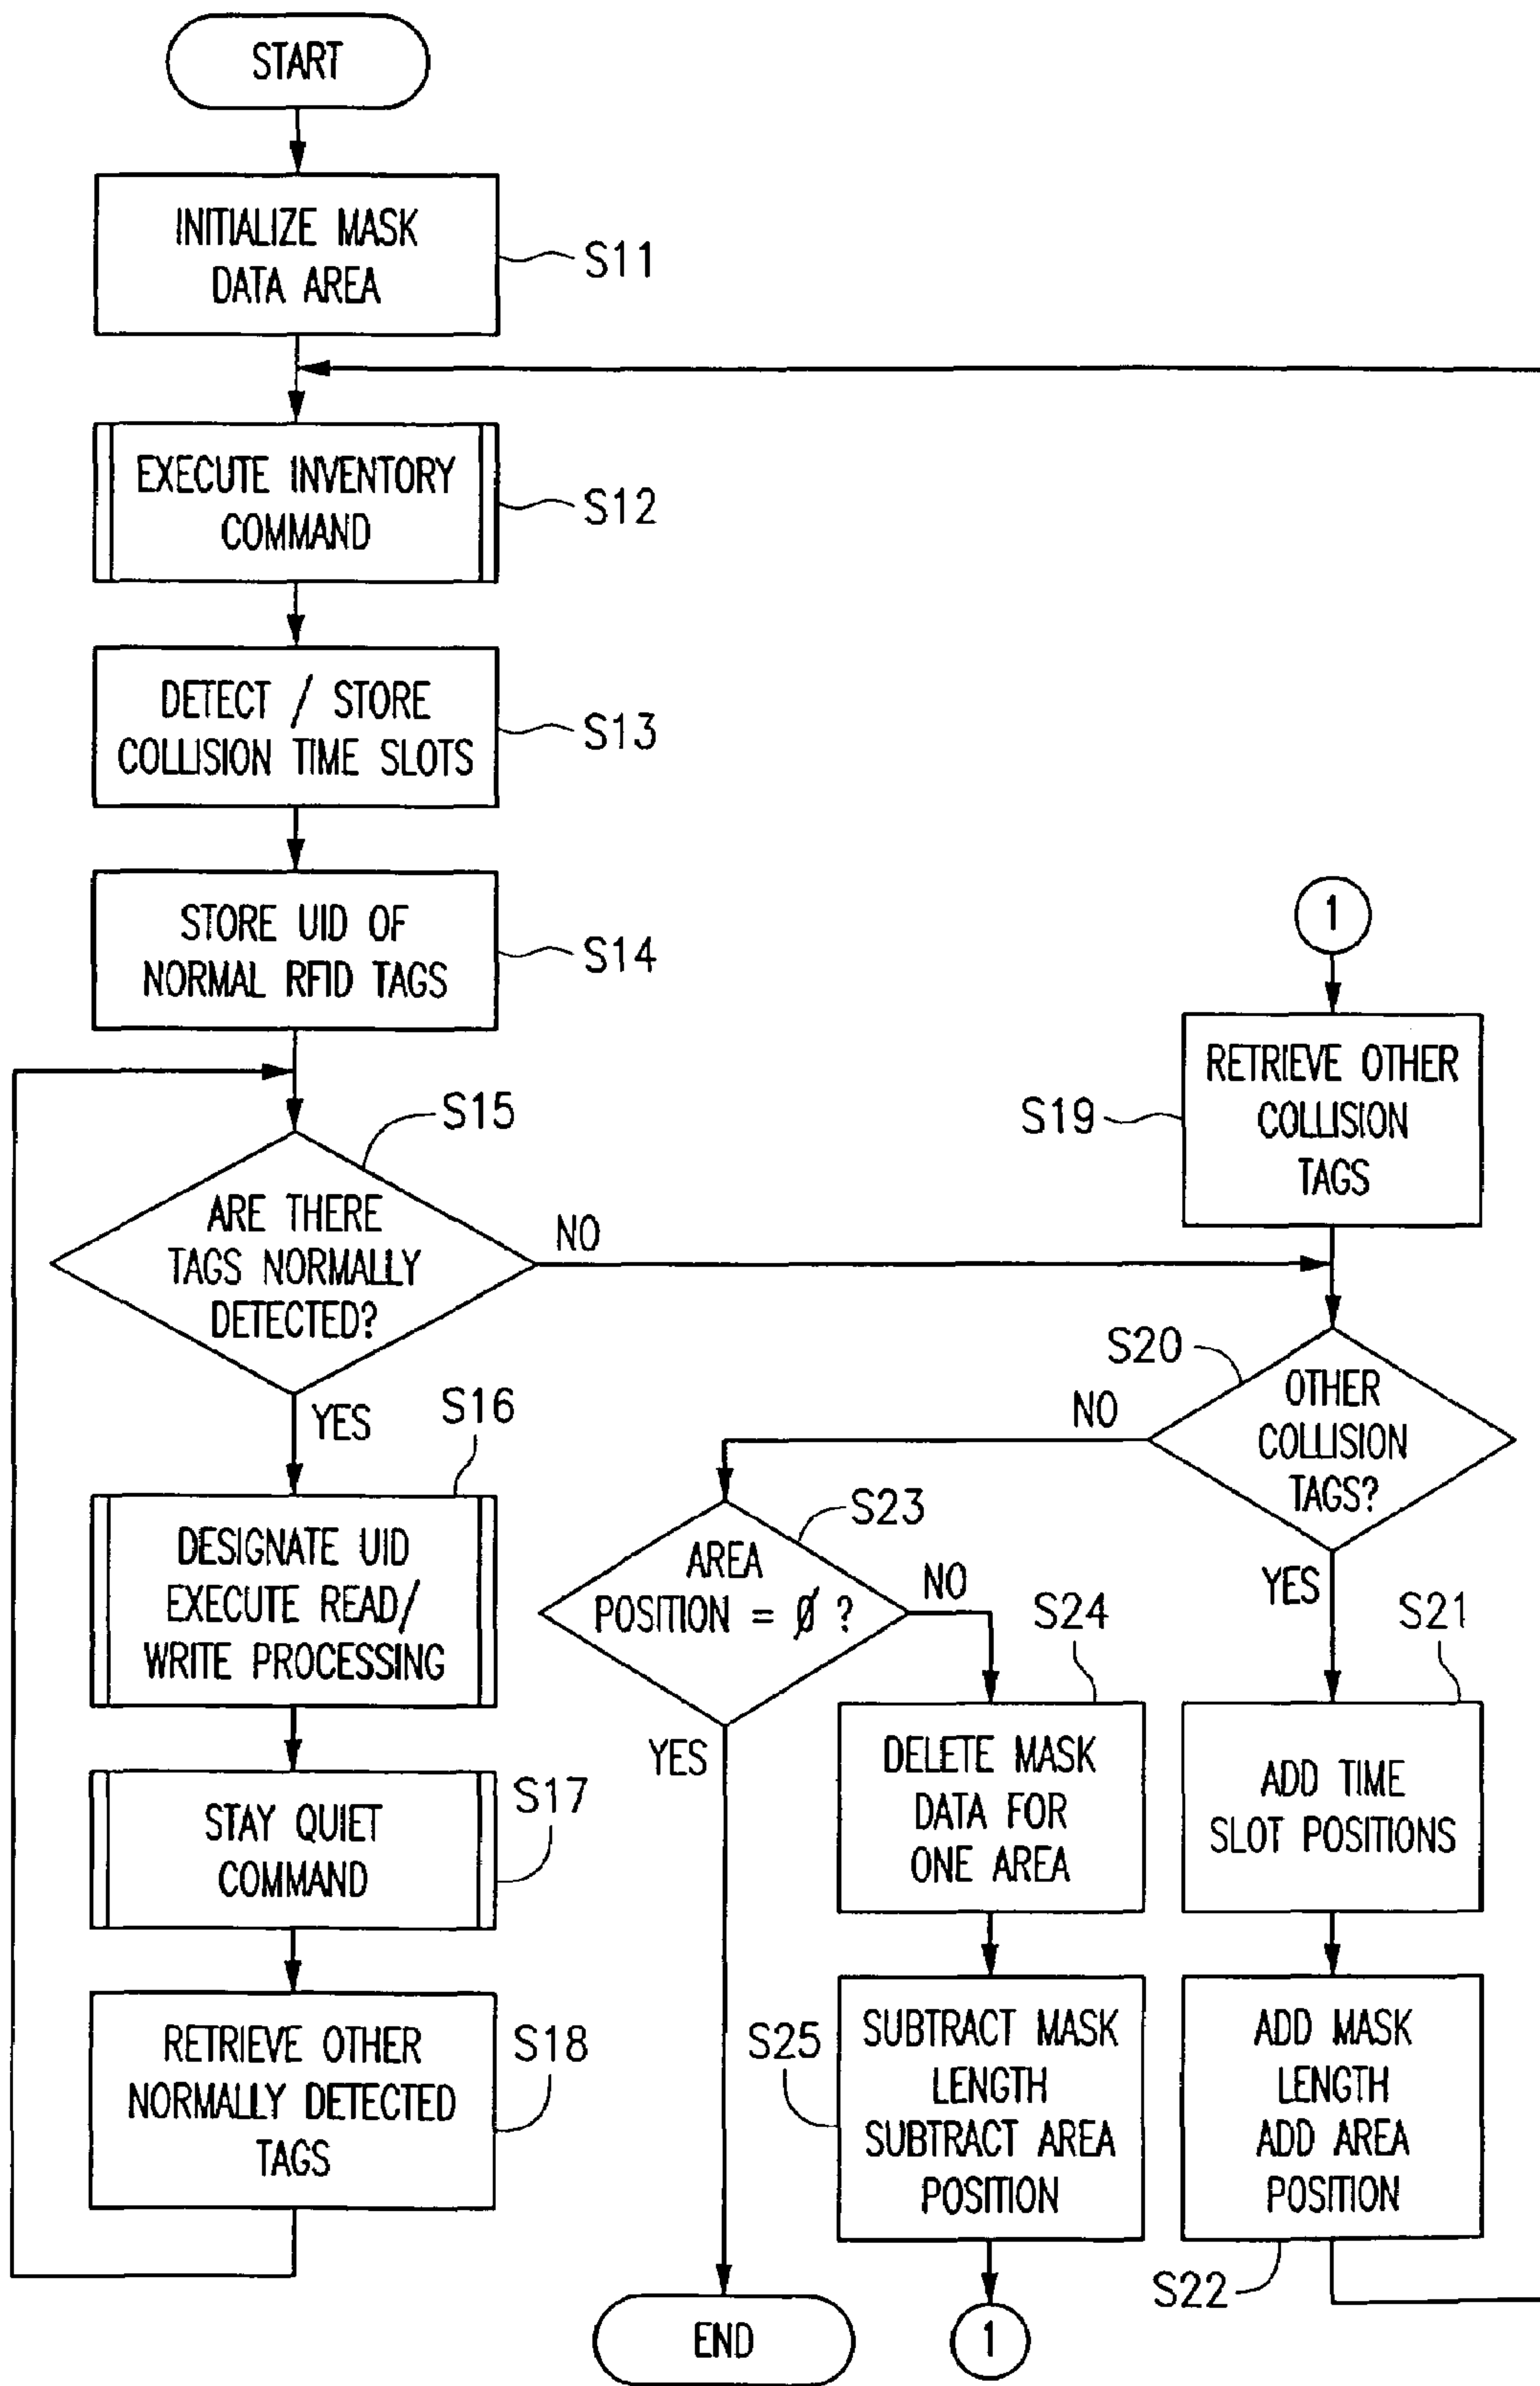 START
INITIALIZE MASK
DATA AREA
S11
EXECUTE INVENTORY
COMMAND
S12
DETECT / STORE
COLLISION TIME SLOTS
S13
STORE UID OF
NORMAL RFID TAGS
S14
S15
ARE THERE
TAGS NORMALLY
DETECTED?
NO
YES
S16
DESIGNATE UID
EXECUTE READ/
WRITE PROCESSING
STAY QUIET
COMMAND
S17
RETRIEVE OTHER
NORMALLY DETECTED
TAGS
S18
1
RETRIEVE OTHER
COLLISION
TAGS
S19
S20
OTHER
COLLISION
TAGS?
NO
YES
S23
AREA
POSITION = Ø ?
NO
YES
S24
DELETE MASK
DATA FOR
ONE AREA
S21
ADD TIME
SLOT POSITIONS
S25
SUBTRACT MASK
LENGTH
SUBTRACT AREA
POSITION
ADD MASK
LENGTH
ADD AREA
POSITION
S22
END
1